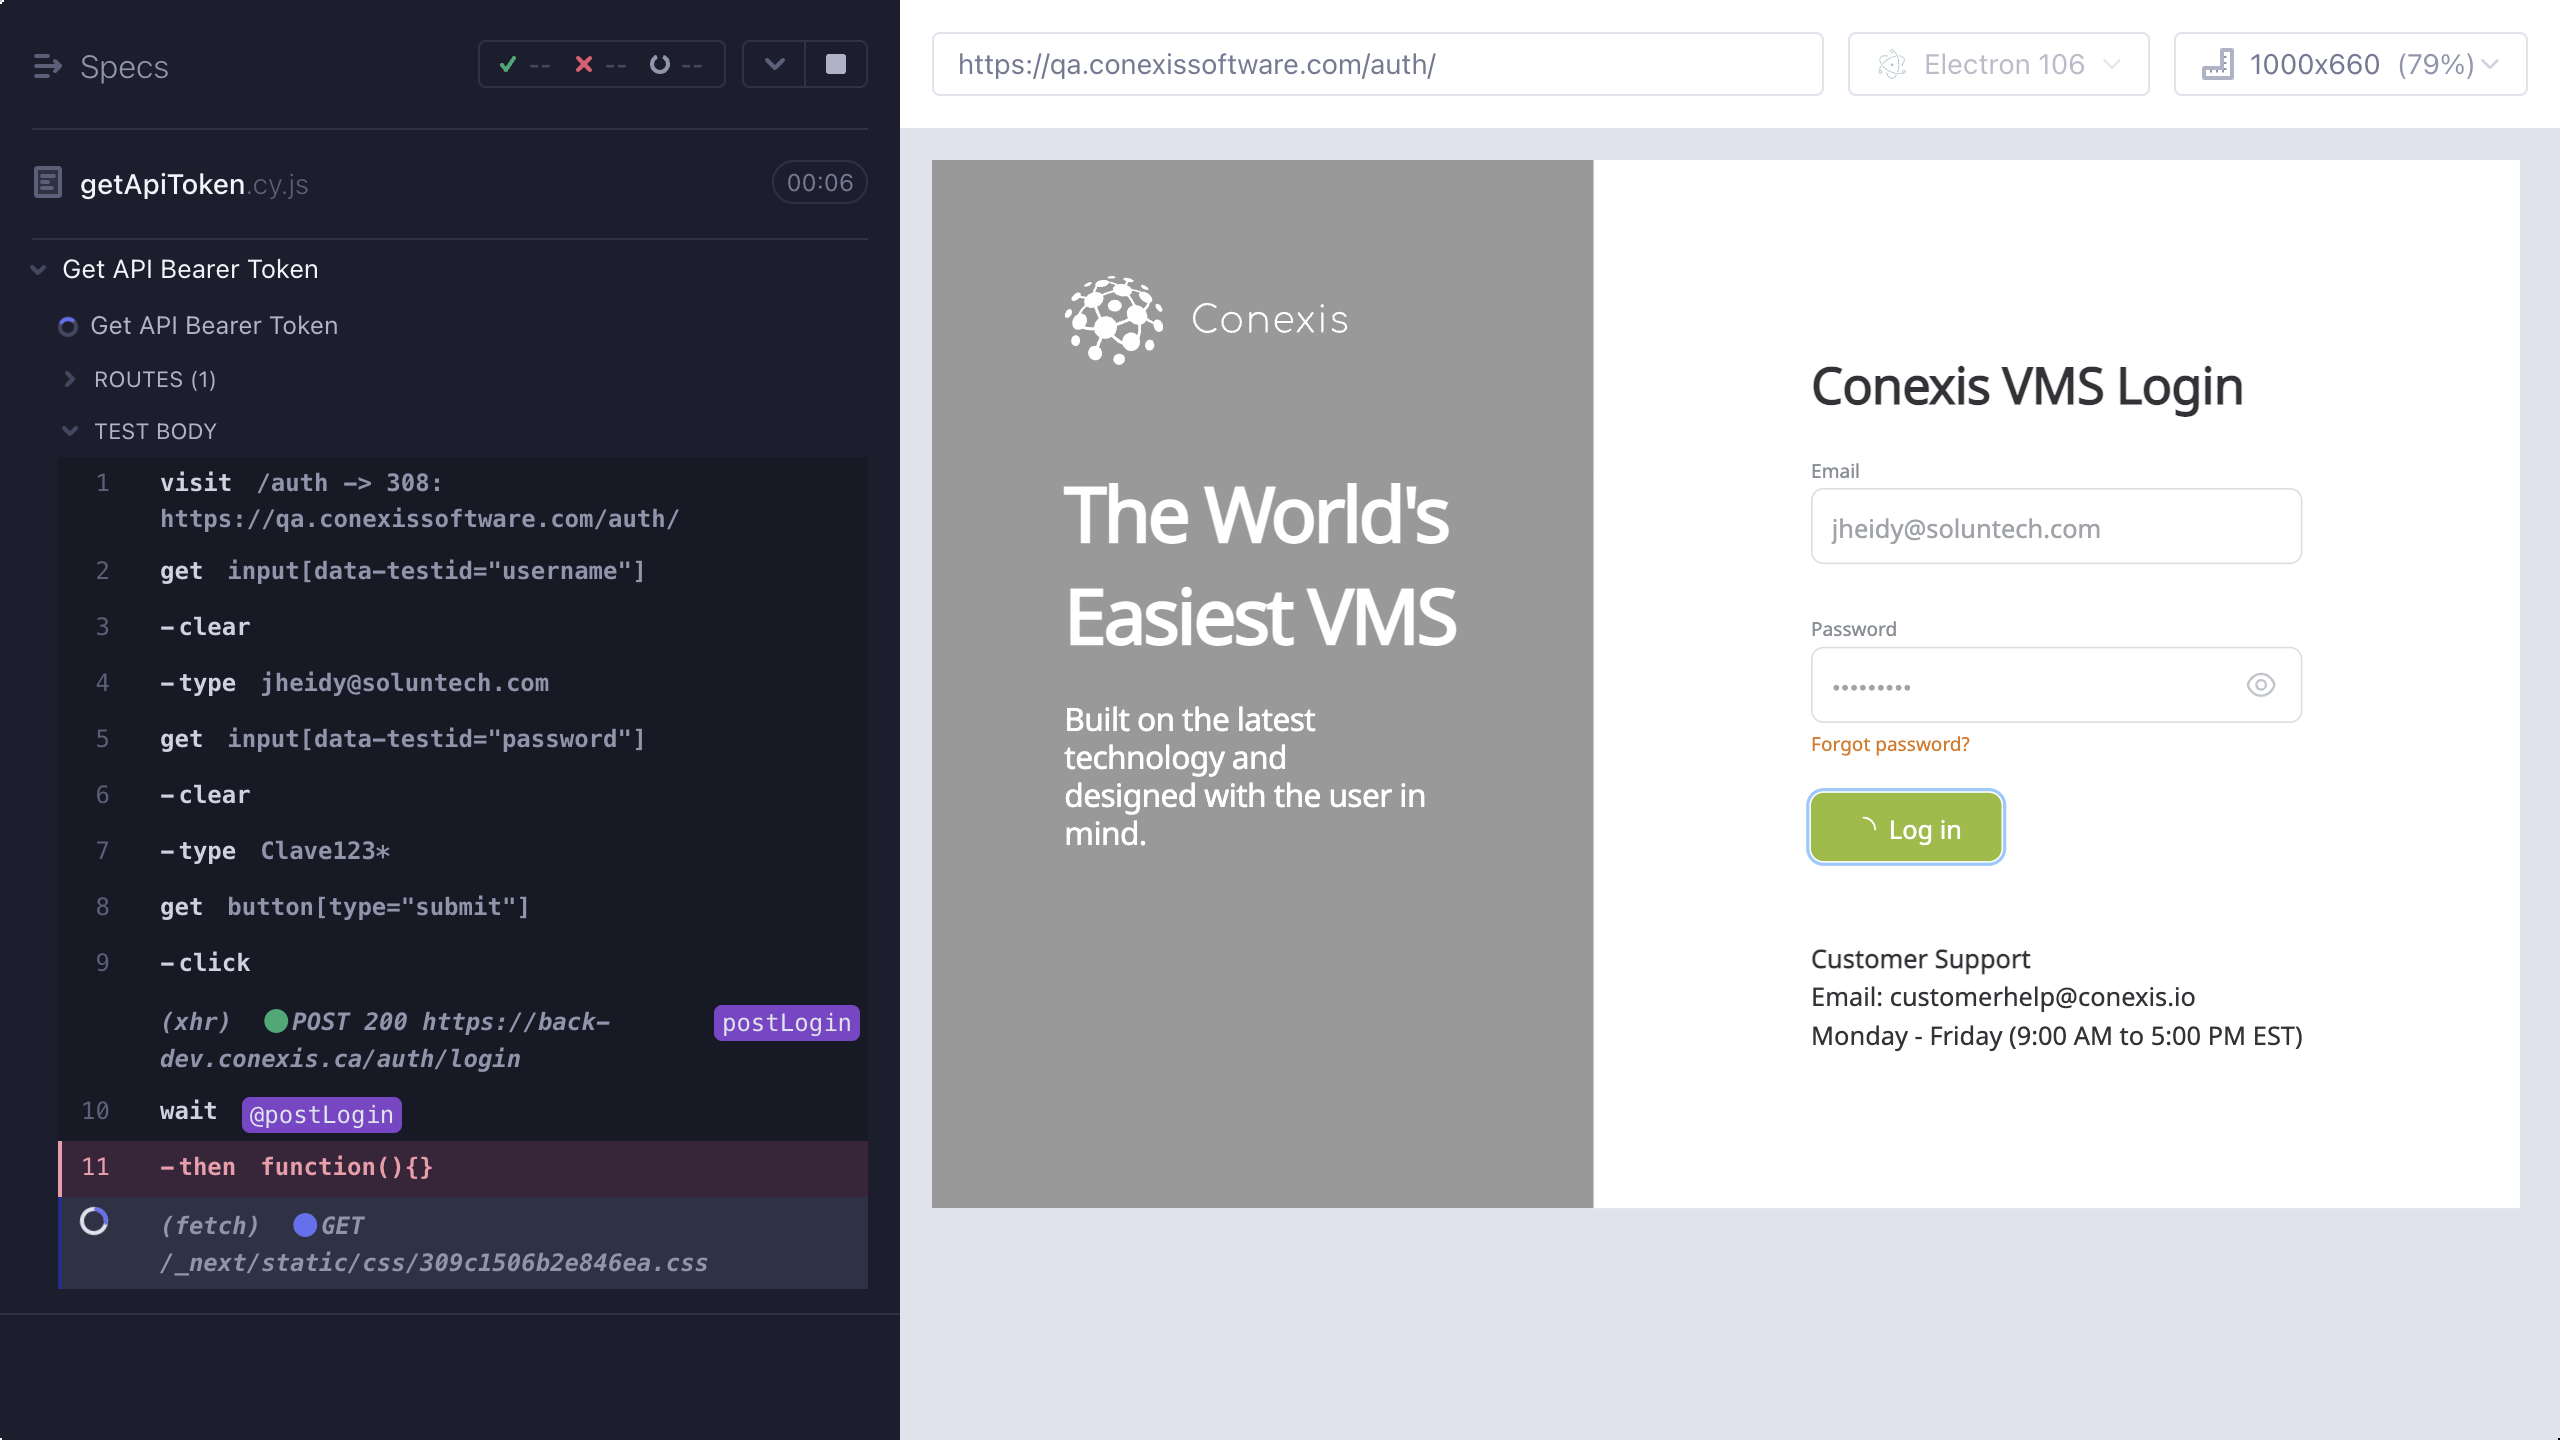 Specs
-- -- --
getApiToken.cy.js
00:06
Get API Bearer Token
Get API Bearer Token
ROUTES (1)
TEST BODY
1 visit /auth -> 308:
https://qa.conexissoftware.com/auth/
2 get input[data-testid="username"]
3 -clear
4 -type jheidy@soluntech.com
5 get input[data-testid="password"]
6 -clear
7 -type Clave123*
8 get button[type="submit"]
9 -click
(xhr) POST 200 https://back-
dev.conexis.ca/auth/login
postLogin
10 wait @postLogin
11 -then function(){}
(fetch) GET
/_next/static/css/309c1506b2e846ea.css
https://qa.conexissoftware.com/auth/
Electron 106
1000x660 (79%)
Conexis
The World's
Easiest VMS
Built on the latest
technology and
designed with the user in
mind.
Conexis VMS Login
Email
jheidy@soluntech.com
Password
•••••••••
Forgot password?
Log in
Customer Support
Email: customerhelp@conexis.io
Monday - Friday (9:00 AM to 5:00 PM EST)